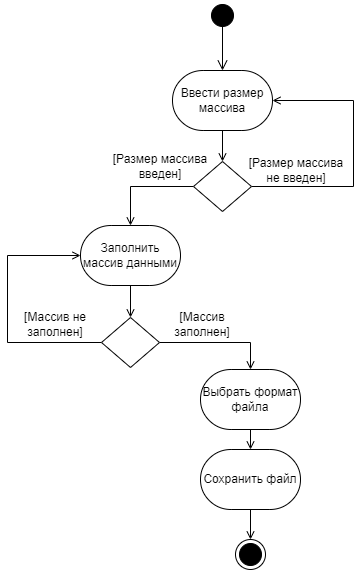 Ввести размер
массива
[Размер массива
введен]
[Размер массива
не введен]
Заполнить
массив данными
[Массив не
заполнен]
[Массив
заполнен]
Выбрать формат
файла
Сохранить файл